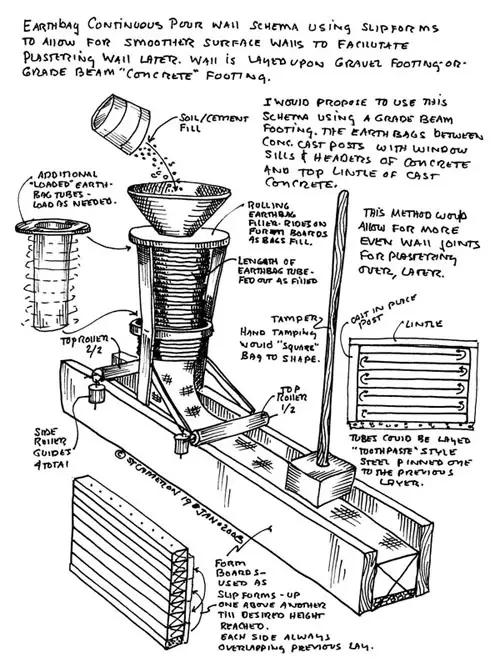 EARTHBAG CONTINUOUS POUR WALL SCHEMA USING SLIPFORMS
TO ALLOW FOR SMOOTHER SURFACE WALLS TO FACILITATE
PLASTERING WALL LATER. WALL IS LAYED UPON GRAVEL FOOTING-OR-
GRADE BEAM "CONCRETE" FOOTING.
SOIL/CEMENT
FILL
I WOULD PROPOSE TO USE THIS
SCHEMA USING A GRADE BEAM
FOOTING. THE EARTHBAGS BETWEEN
CONC. CAST POSTS WITH WINDOW
SILLS & HEADERS OF CONCRETE
AND TOP LINTLE OF CAST
CONCRETE.
ADDITIONAL
"LOADED" EARTH-
BAG TUBES-
LOAD AS NEEDED.
ROLLING
EARTHBAG
FILLER-RIDES ON
FORM BOARDS
AS BAGS FILL.
THIS METHOD WOULD
ALLOW FOR MORE
EVEN WALL JOINTS
FOR PLASTERING
OVER, LATER.
LENGTH OF
EARTHBAG TUBE-
FED OUT AS FILLED
TAMPER
HAND TAMPING
WOULD "SQUARE"
BAG TO SHAPE.
CAST IN PLACE
POST
LINTLE
TOP ROLLER
2/2
TOP
ROLLER
1/2
SIDE
ROLLER
GUIDES
4 TOTAL
TUBES COULD BE LAYED
"TOOTHPASTE" STYLE
STEEL PINNED ONE
TO THE PREVIOUS
LAYER.
© ST CAMERON 19 JAN 2008
FORM
BOARDS-
USED AS
SLIPFORMS-UP
ONE ABOVE ANOTHER
TILL DESIRED HEIGHT
REACHED.
EACH SIDE ALWAYS
OVERLAPPING PREVIOUS LAY.